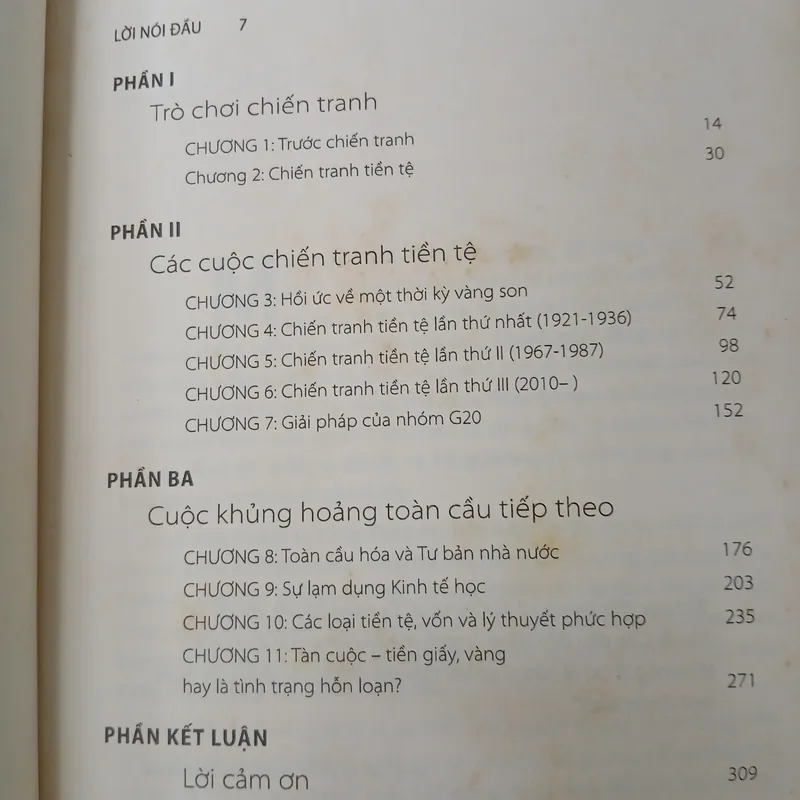 LỜI NÓI ĐẦU 7
PHẦN I
Trò chơi chiến tranh
CHƯƠNG 1: Trước chiến tranh 14
Chương 2: Chiến tranh tiền tệ 30
PHẦN II
Các cuộc chiến tranh tiền tệ
CHƯƠNG 3: Hồi ức về một thời kỳ vàng son 52
CHƯƠNG 4: Chiến tranh tiền tệ lần thứ nhất (1921-1936) 74
CHƯƠNG 5: Chiến tranh tiền tệ lần thứ II (1967-1987) 98
CHƯƠNG 6: Chiến tranh tiền tệ lần thứ III (2010– ) 120
CHƯƠNG 7: Giải pháp của nhóm G20 152
PHẦN BA
Cuộc khủng hoảng toàn cầu tiếp theo
CHƯƠNG 8: Toàn cầu hóa và Tư bản nhà nước 176
CHƯƠNG 9: Sự lạm dụng Kinh tế học 203
CHƯƠNG 10: Các loại tiền tệ, vốn và lý thuyết phức hợp 235
CHƯƠNG 11: Tàn cuộc – tiền giấy, vàng
hay là tình trạng hỗn loạn? 271
PHẦN KẾT LUẬN
Lời cảm ơn 309